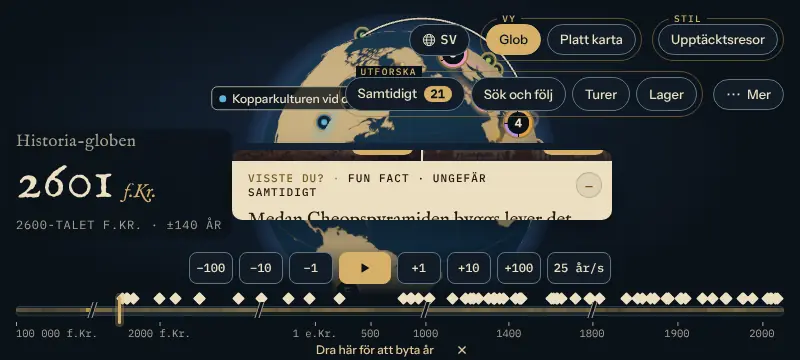 VY
STIL
SV
Glob
Platt karta
Upptäcktsresor
UTFORSKA
Kopparkulturen vid
Samtidigt 21
Sök och följ
Turer
Lager
··· Mer
4
Historia-globen
2601 f.Kr.
2600-TALET F.KR. · ±140 ÅR
VISSTE DU? · FUN FACT · UNGEFÄR
SAMTIDIGT
–
Medan Cheopspyramiden byggs lever det
−100
−10
−1
+1
+10
+100
25 år/s
100 000 f.Kr.
2000 f.Kr.
1 e.Kr.
500
1000
1400
1800
1900
2000
Dra här för att byta år ✕